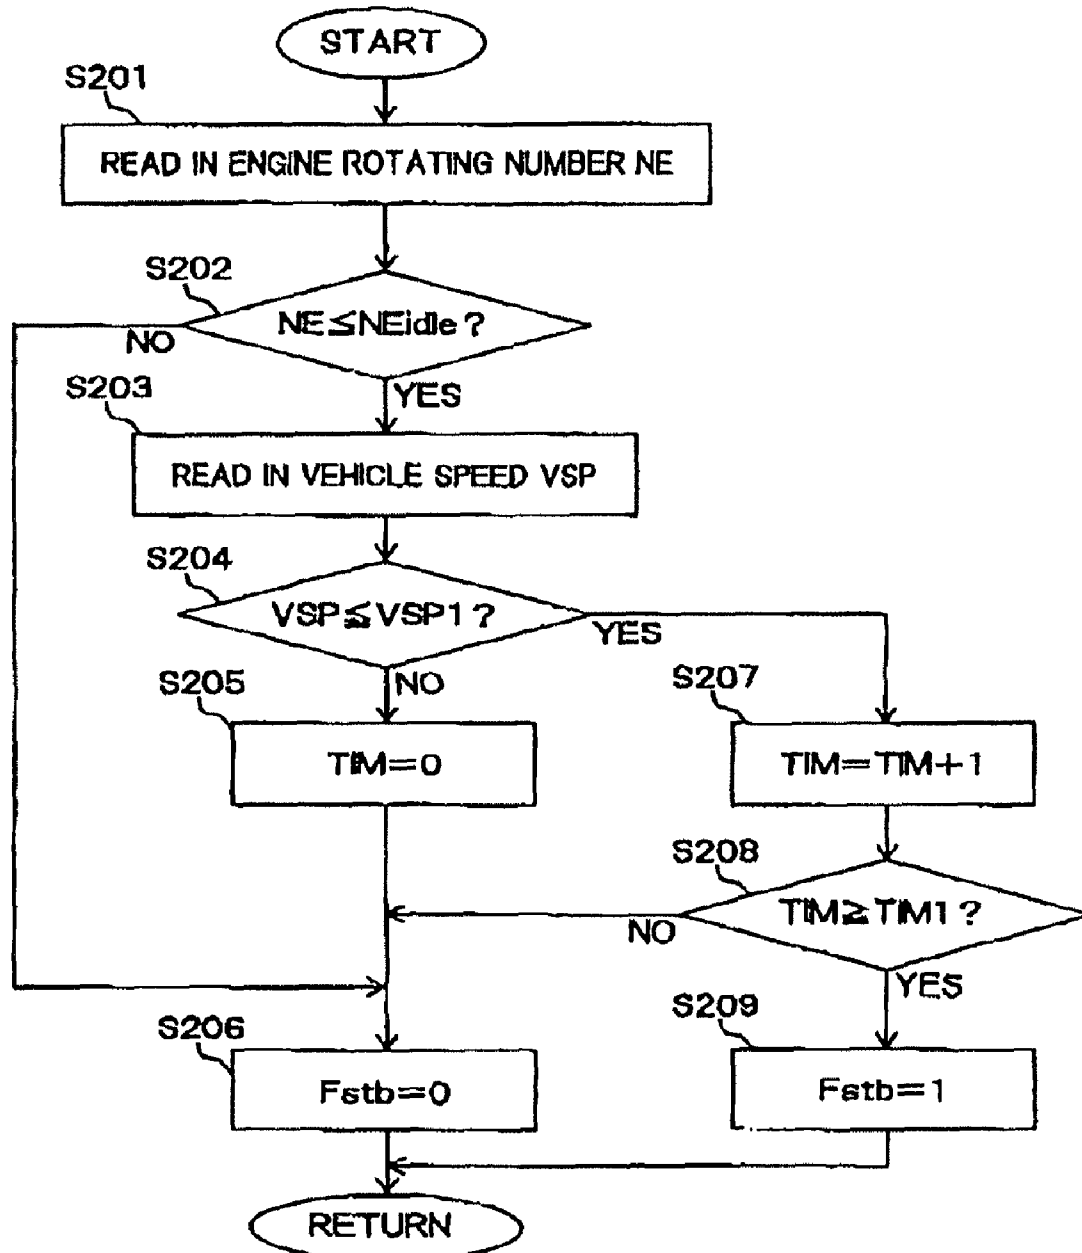 START
S201
READ IN ENGINE ROTATING NUMBER NE
S202
NE≦NEidle?
NO
YES
S203
READ IN VEHICLE SPEED VSP
S204
VSP≦VSP1?
YES
NO
S205
TIM=0
S207
TIM=TIM+1
S208
TIM≧TIM1?
NO
YES
S206
Fstb=0
S209
Fstb=1
RETURN